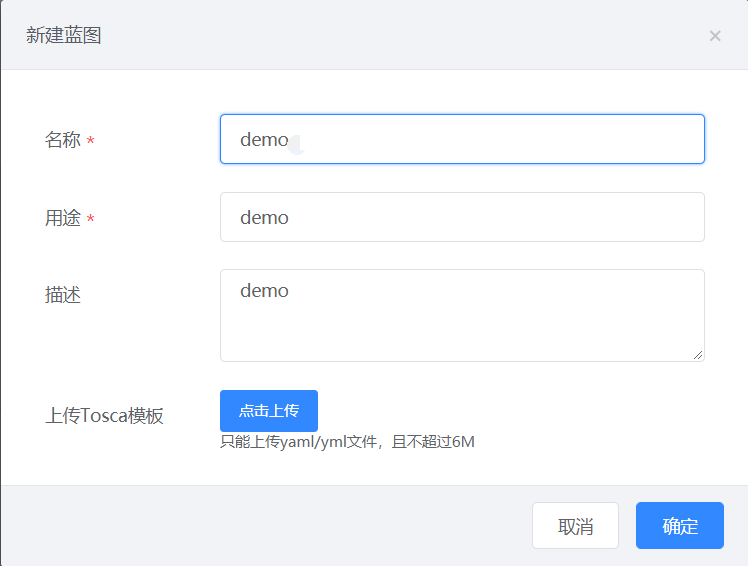 新建蓝图
×
名称 *
demo
用途 *
demo
描述
demo
上传Tosca模板
点击上传
只能上传yaml/yml文件，且不超过6M
取消
确定